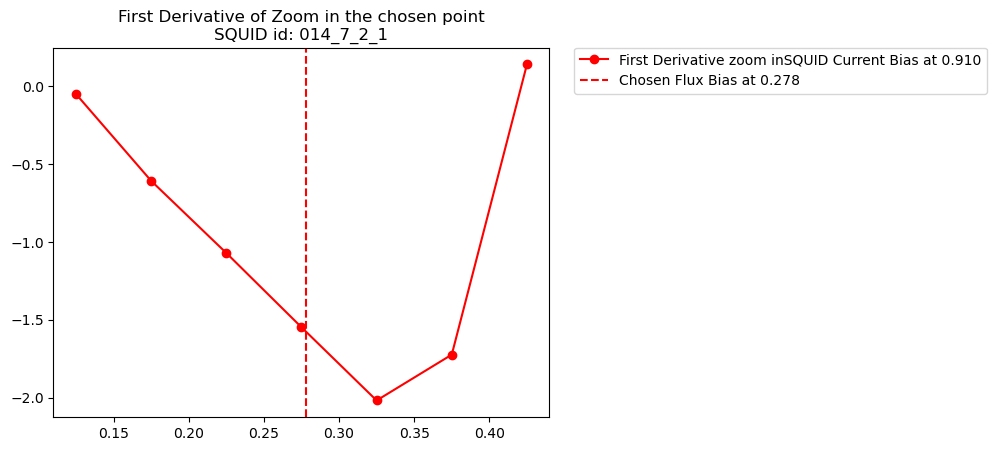 First Derivative of Zoom in the chosen point
SQUID id: 014_7_2_1
First Derivative zoom inSQUID Current Bias at 0.910
Chosen Flux Bias at 0.278
0.0
−0.5
−1.0
−1.5
−2.0
0.15 0.20 0.25 0.30 0.35 0.40